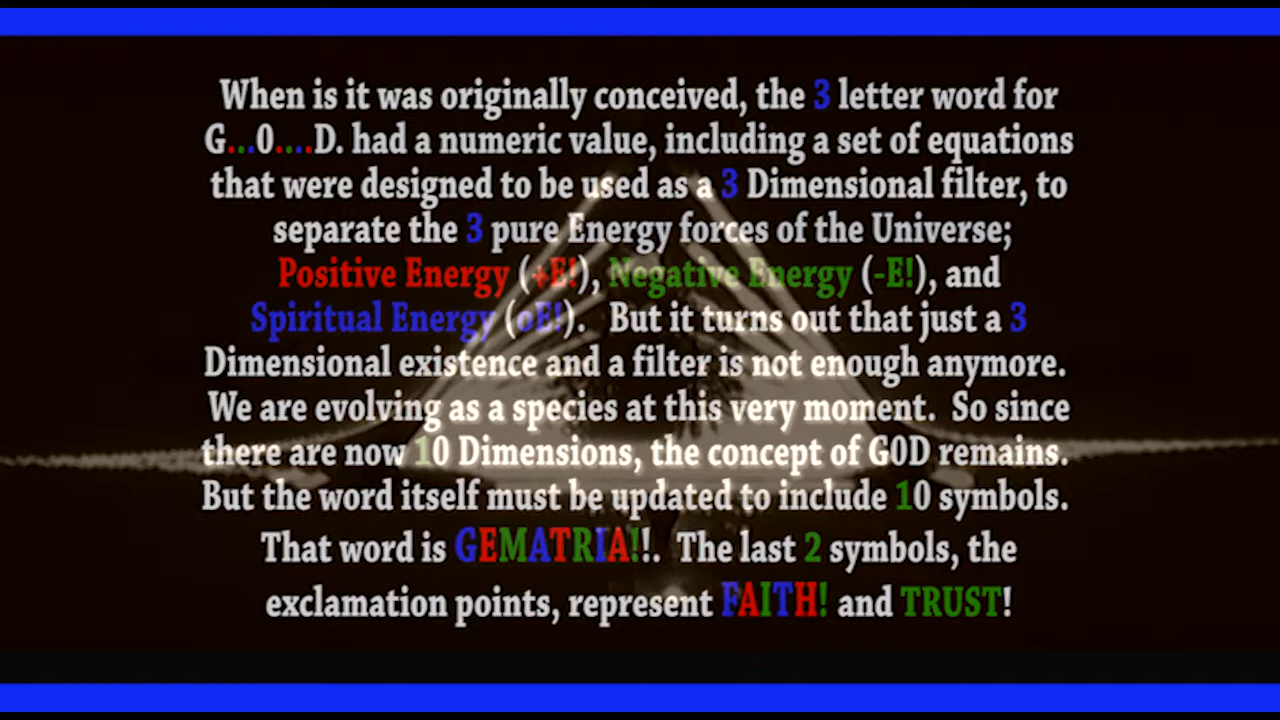 When is it was originally conceived, the 3 letter word for
G...0....D. had a numeric value, including a set of equations
that were designed to be used as a 3 Dimensional filter, to
separate the 3 pure Energy forces of the Universe;
Positive Energy (+E!), Negative Energy (-E!), and
Spiritual Energy (oE!). But it turns out that just a 3
Dimensional existence and a filter is not enough anymore.
We are evolving as a species at this very moment. So since
there are now 10 Dimensions, the concept of G0D remains.
But the word itself must be updated to include 10 symbols.
That word is GEMATRIA!!. The last 2 symbols, the
exclamation points, represent FAITH! and TRUST!